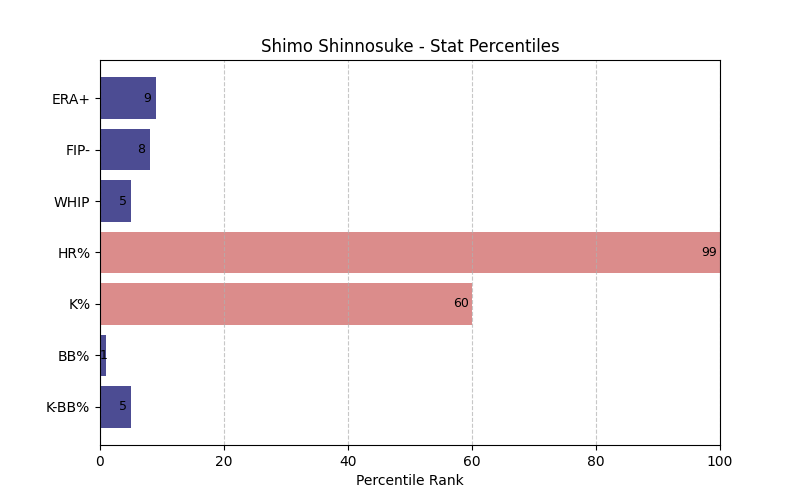 Shimo Shinnosuke - Stat Percentiles
ERA+ 9
FIP- 8
WHIP 5
HR% 99
K% 60
BB% 1
K-BB% 5
0 20 40 60 80 100
Percentile Rank